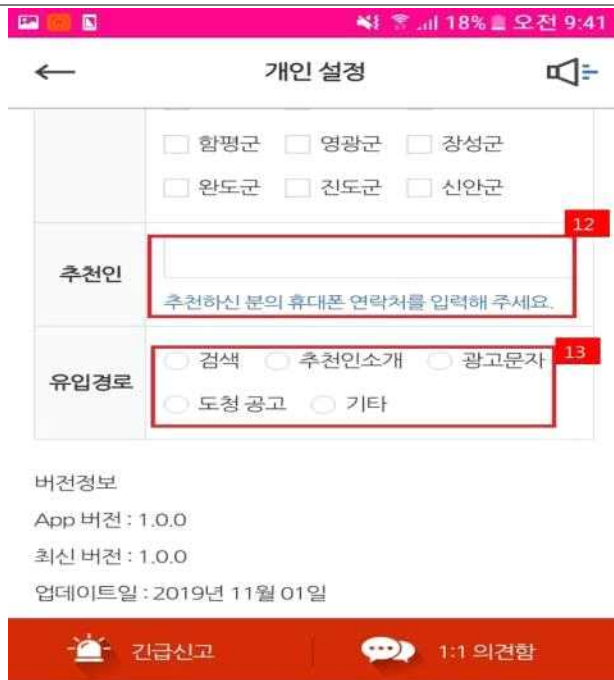 18% 오전 9:41
개인 설정
함평군 영광군 장성군
완도군 진도군 신안군
12
추천인
추천하신 분의 휴대폰 연락처를 입력해 주세요.
13
유입경로
검색 추천인소개 광고문자
도청 공고 기타
버전정보
App 버전 : 1.0.0
최신 버전 : 1.0.0
업데이트일 : 2019년 11월 01일
긴급신고 1:1 의견함